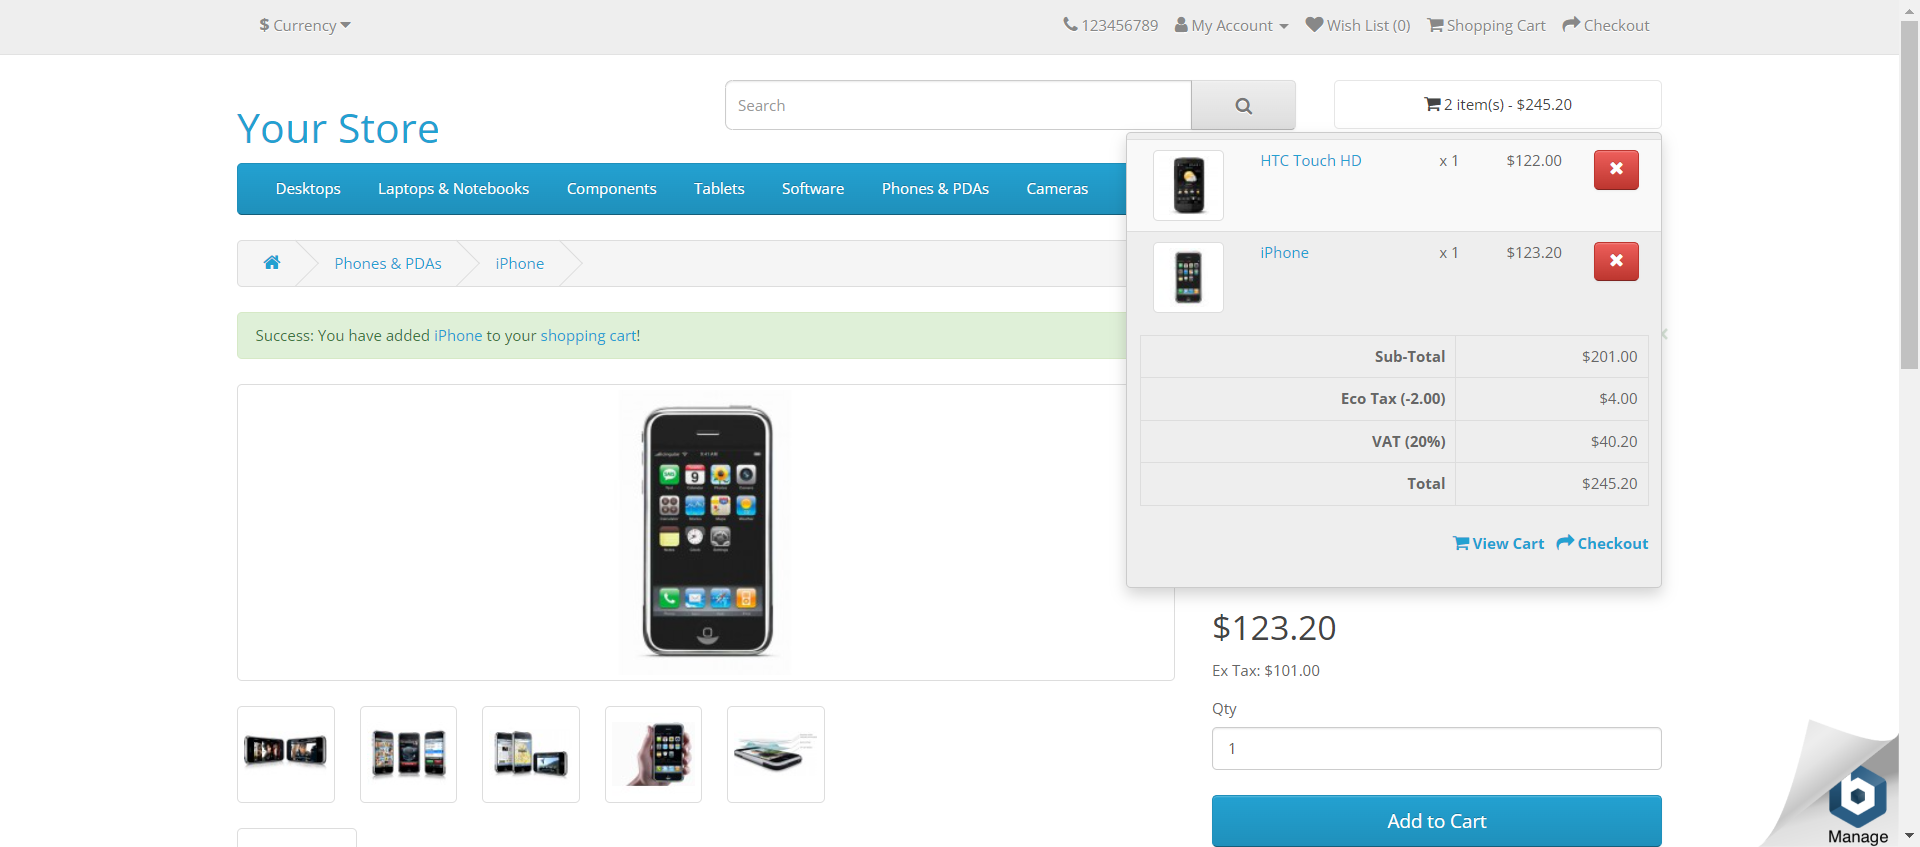 $ Currency
123456789 My Account Wish List (0) Shopping Cart Checkout
Your Store
Search
2 item(s) - $245.20
Desktops Laptops & Notebooks Components Tablets Software Phones & PDAs Cameras
HTC Touch HD x 1 $122.00
iPhone x 1 $123.20
Sub-Total $201.00
Eco Tax (-2.00) $4.00
VAT (20%) $40.20
Total $245.20
View Cart Checkout
Phones & PDAs iPhone
Success: You have added iPhone to your shopping cart!
$123.20
Ex Tax: $101.00
Qty
1
Add to Cart
Manage